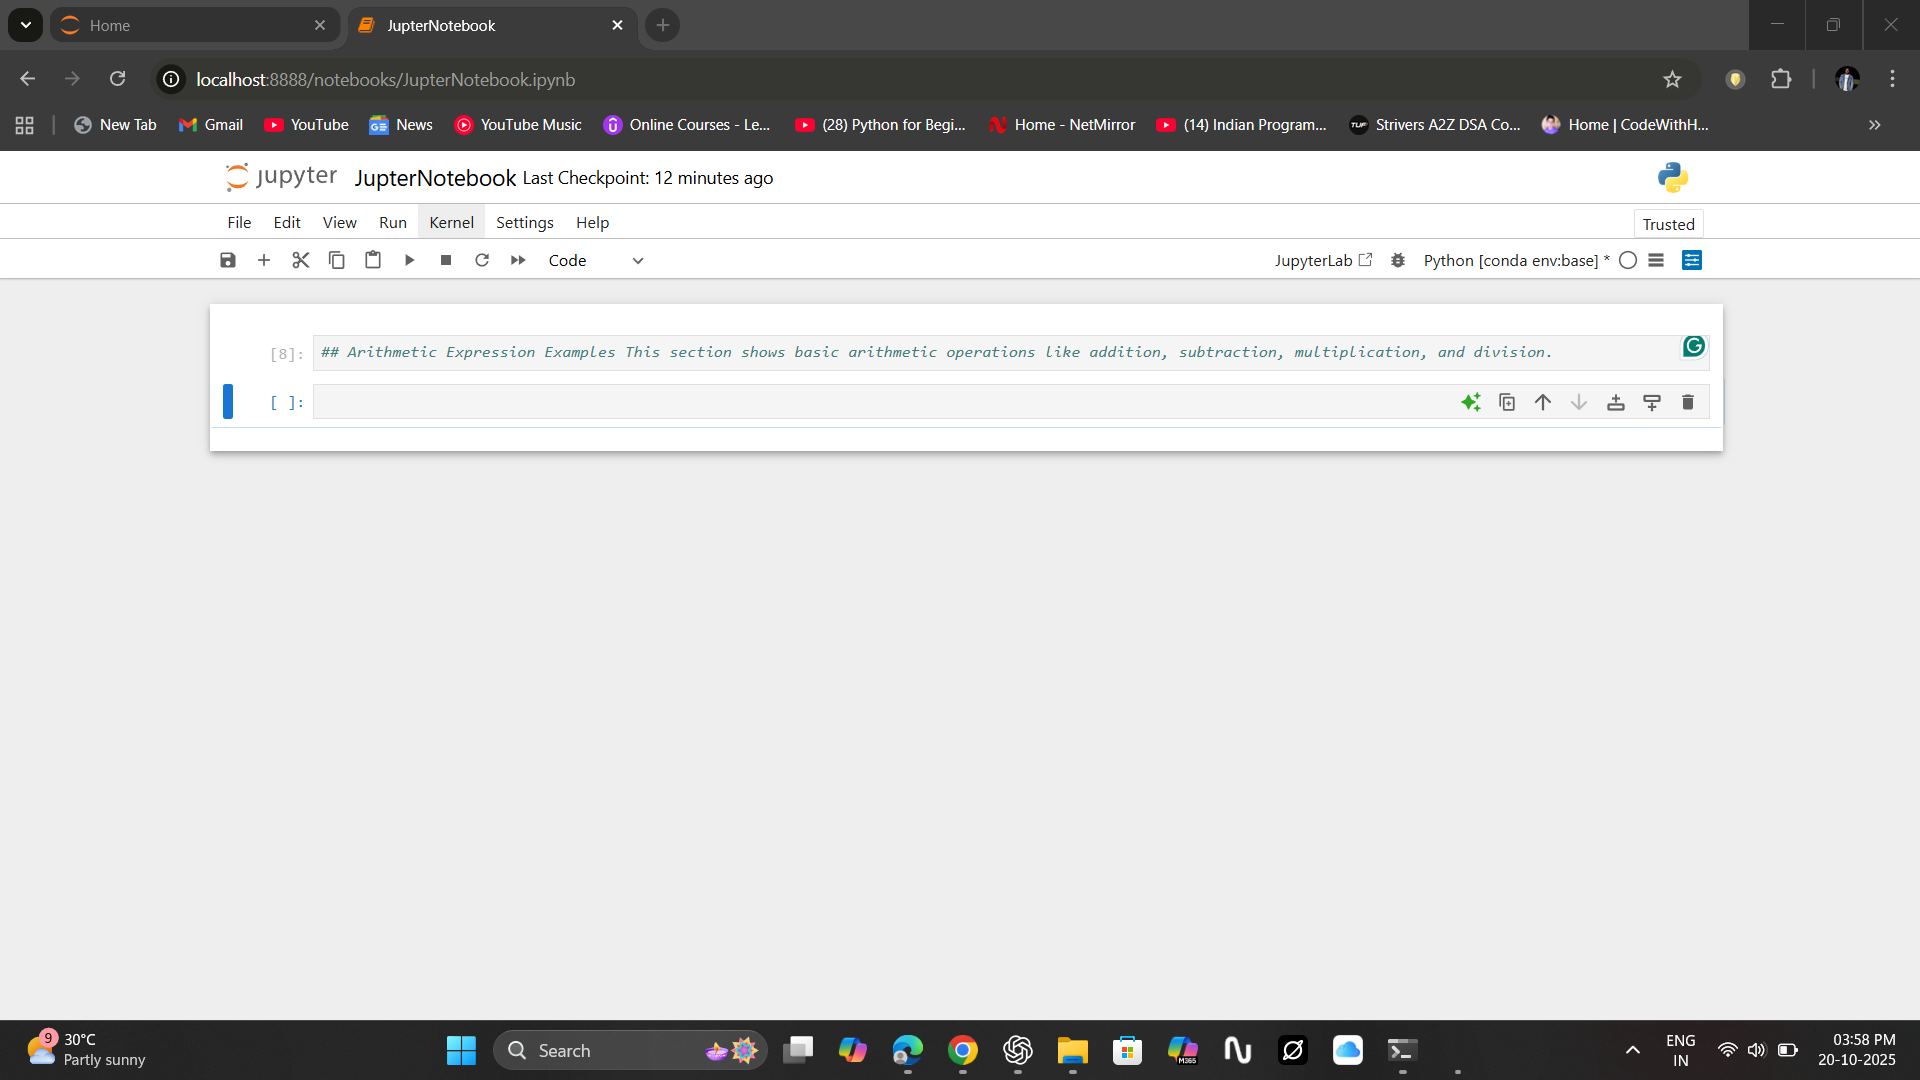 Home
JupterNotebook
localhost:8888/notebooks/JupterNotebook.ipynb
New Tab
Gmail
YouTube
News
YouTube Music
Online Courses - Le...
(28) Python for Begi...
Home - NetMirror
(14) Indian Program...
TUF
Strivers A2Z DSA Co...
Home | CodeWithH...
jupyter JupterNotebook Last Checkpoint: 12 minutes ago
File Edit View Run Kernel Settings Help
Trusted
Code
JupyterLab
Python [conda env:base] *
[8]: ## Arithmetic Expression Examples This section shows basic arithmetic operations like addition, subtraction, multiplication, and division.
[ ]:
9
30°C
Partly sunny
Search
M365
ENG
IN
03:58 PM
20-10-2025